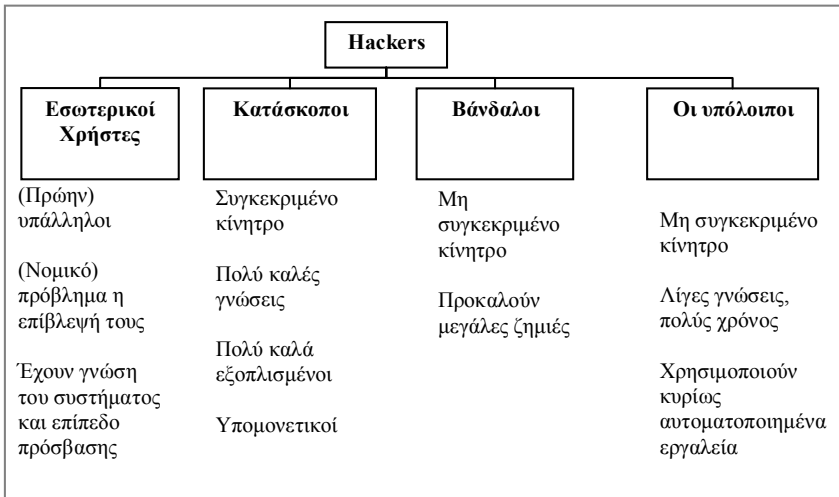 Hackers
Εσωτερικοί
Χρήστες
(Πρώην)
υπάλληλοι
(Νομικό)
πρόβλημα η
επίβλεψή τους
Έχουν γνώση
του συστήματος
και επίπεδο
πρόσβασης
Κατάσκοποι
Συγκεκριμένο
κίνητρο
Πολύ καλές
γνώσεις
Πολύ καλά
εξοπλισμένοι
Υπομονετικοί
Βάνδαλοι
Μη
συγκεκριμένο
κίνητρο
Προκαλούν
μεγάλες ζημιές
Οι υπόλοιποι
Μη συγκεκριμένο
κίνητρο
Λίγες γνώσεις,
πολύς χρόνος
Χρησιμοποιούν
κυρίως
αυτοματοποιημένα
εργαλεία